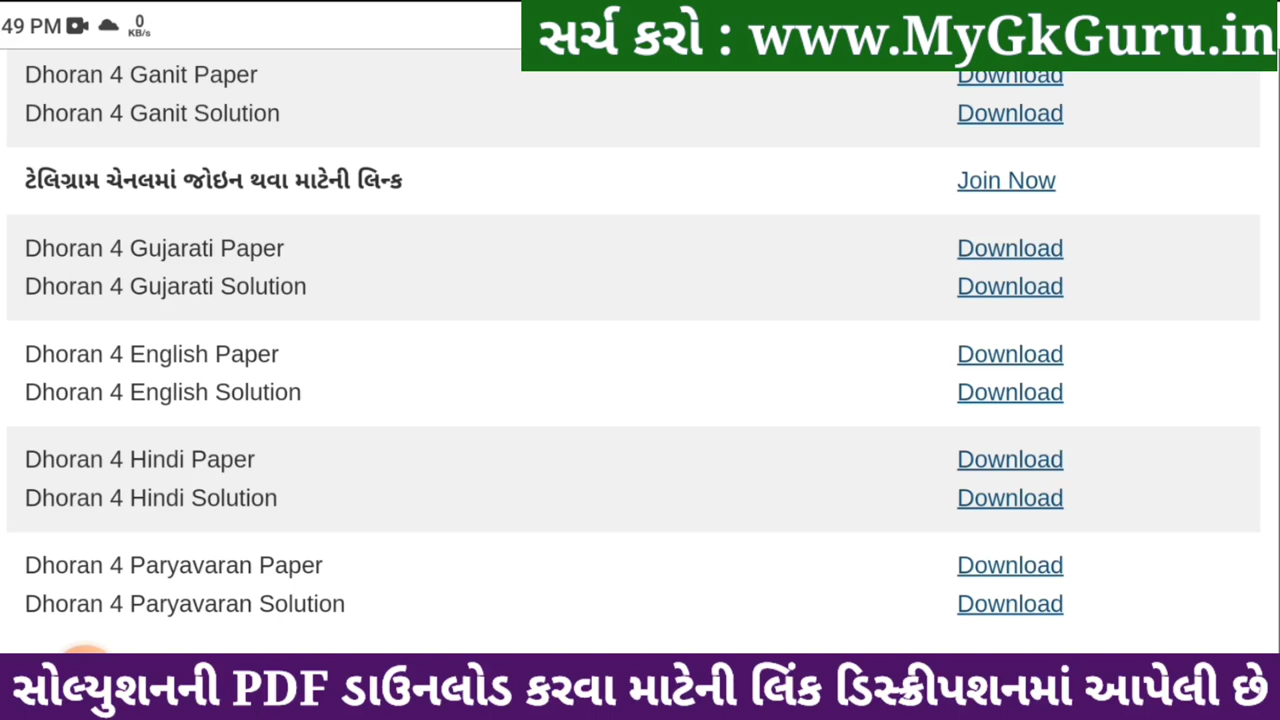 49 PM 0 KB/s
સર્ચ કરો : www.MyGkGuru.in
Dhoran 4 Ganit Paper Download
Dhoran 4 Ganit Solution Download
ટેલિગ્રામ ચેનલમાં જોઇન થવા માટેની લિન્ક Join Now
Dhoran 4 Gujarati Paper Download
Dhoran 4 Gujarati Solution Download
Dhoran 4 English Paper Download
Dhoran 4 English Solution Download
Dhoran 4 Hindi Paper Download
Dhoran 4 Hindi Solution Download
Dhoran 4 Paryavaran Paper Download
Dhoran 4 Paryavaran Solution Download
સોલ્યુશનની PDF ડાઉનલોડ કરવા માટેની લિંક ડિસ્ક્રીપશનમાં આપેલી છે